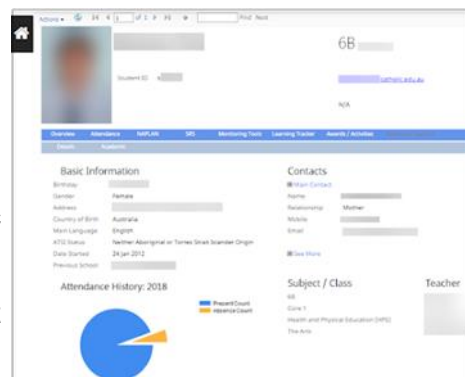 Actions
1 of 1
Find Next
6B
Student ID
catholic.edu.au
N/A
Overview Attendance NAPLAN SRS Monitoring Tools Learning Tracker Awards / Activities
Details Academic
Basic Information
Birthday
Gender Female
Address
Country of Birth Australia
Main Language English
ATSI Status Neither Aboriginal or Torres Strait Islander Origin
Date Started 24 Jan 2012
Previous School
Contacts
Main Contact
Name
Relationship Mother
Mobile
Email
See More
Attendance History: 2018
Present Count
Absence Count
Subject / Class Teacher
6B
Core 1
Health and Physical Education (HPE)
The Arts